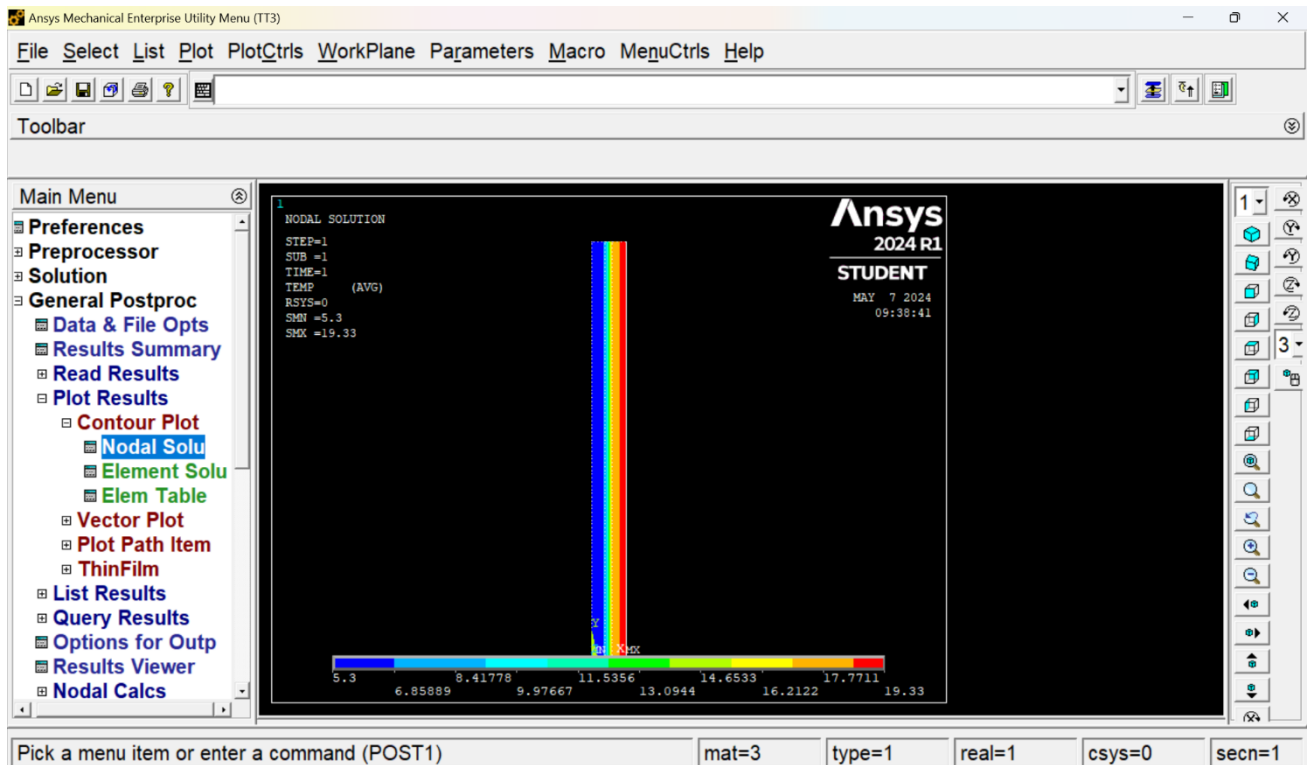 Ansys Mechanical Enterprise Utility Menu (TT3)
File Select List Plot PlotCtrls WorkPlane Parameters Macro MenuCtrls Help
Toolbar
Main Menu
Preferences
Preprocessor
Solution
General Postproc
Data & File Opts
Results Summary
Read Results
Plot Results
Contour Plot
Nodal Solu
Element Solu
Elem Table
Vector Plot
Plot Path Item
ThinFilm
List Results
Query Results
Options for Outp
Results Viewer
Nodal Calcs
1
NODAL SOLUTION
STEP=1
SUB =1
TIME=1
TEMP (AVG)
RSYS=0
SMN =5.3
SMX =19.33
Ansys
2024 R1
STUDENT
MAY 7 2024
09:38:41
Y
X MX
5.3 8.41778 11.5356 14.6533 17.7711
6.85889 9.97667 13.0944 16.2122 19.33
1
3
Pick a menu item or enter a command (POST1) mat=3 type=1 real=1 csys=0 secn=1